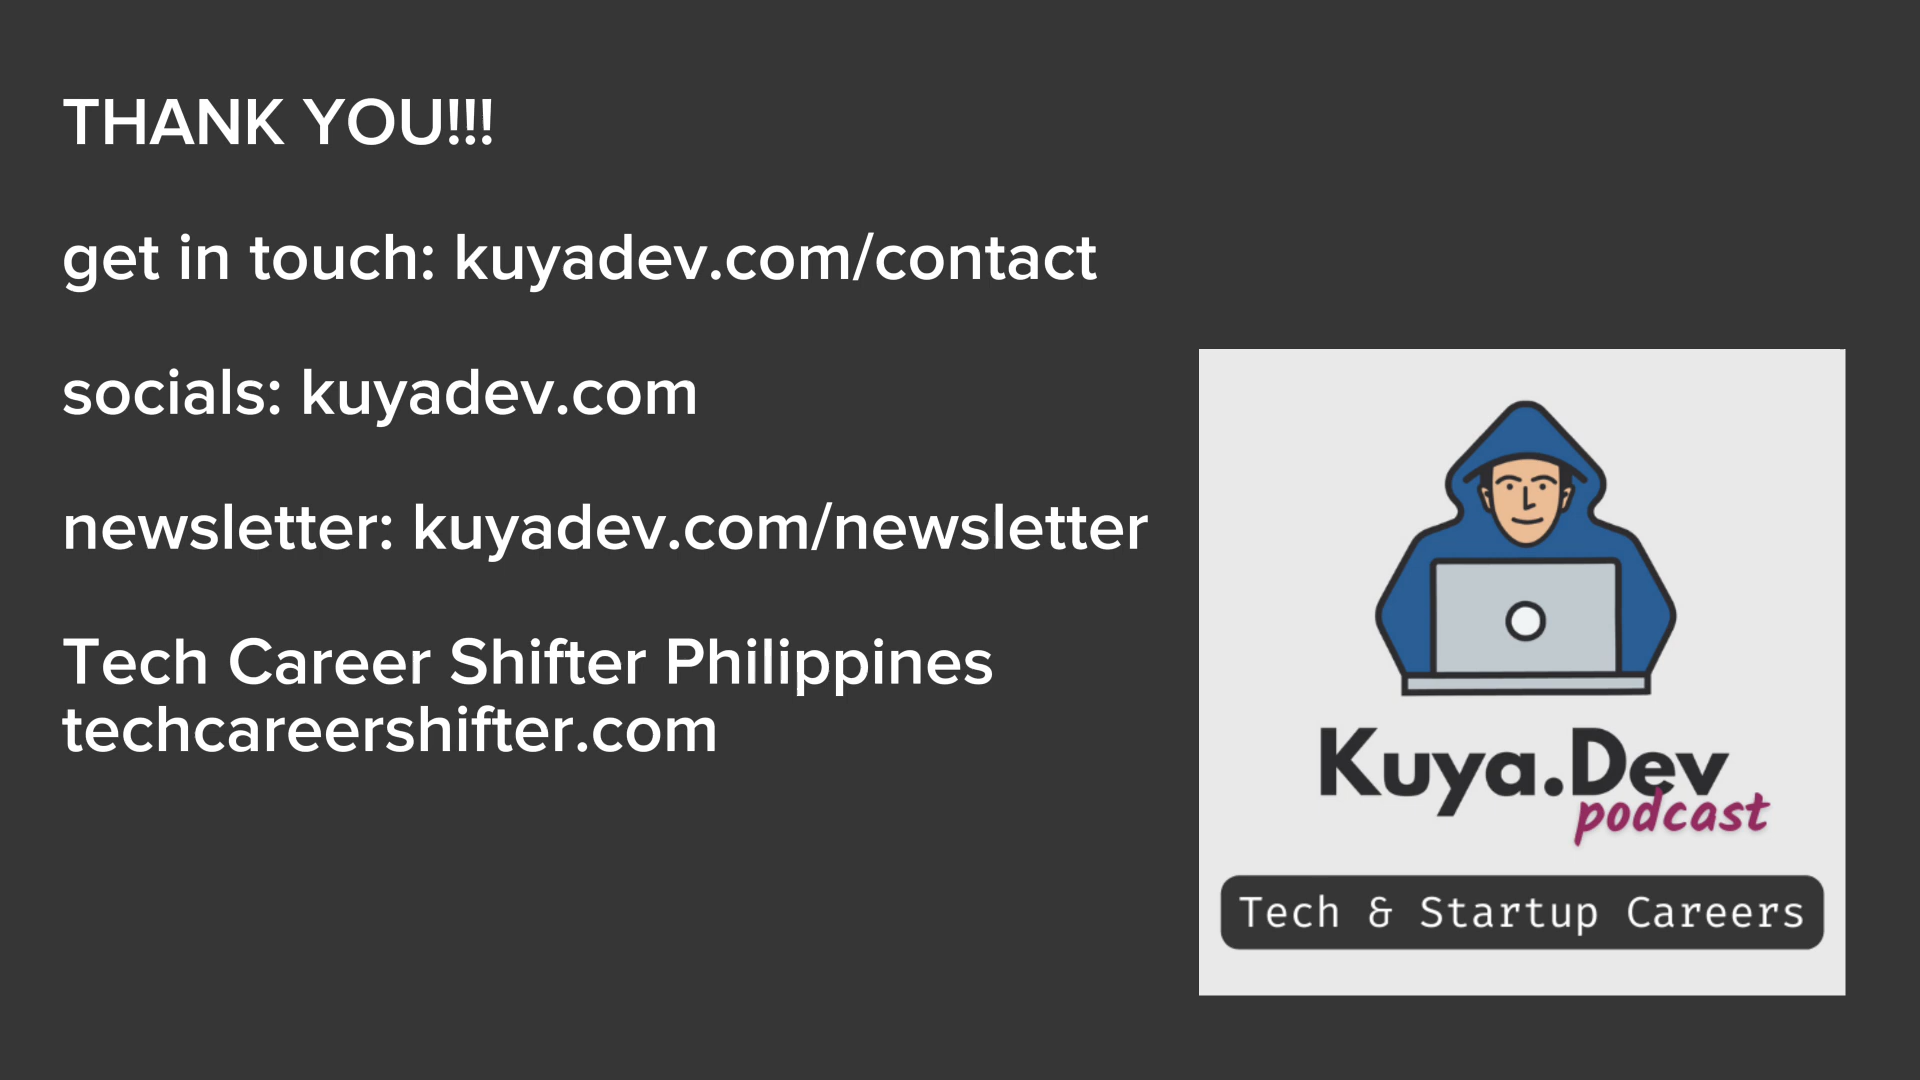 THANK YOU!!!
get in touch: kuyadev.com/contact
socials: kuyadev.com
newsletter: kuyadev.com/newsletter
Tech Career Shifter Philippines
techcareershifter.com
Kuya.Dev
podcast
Tech & Startup Careers